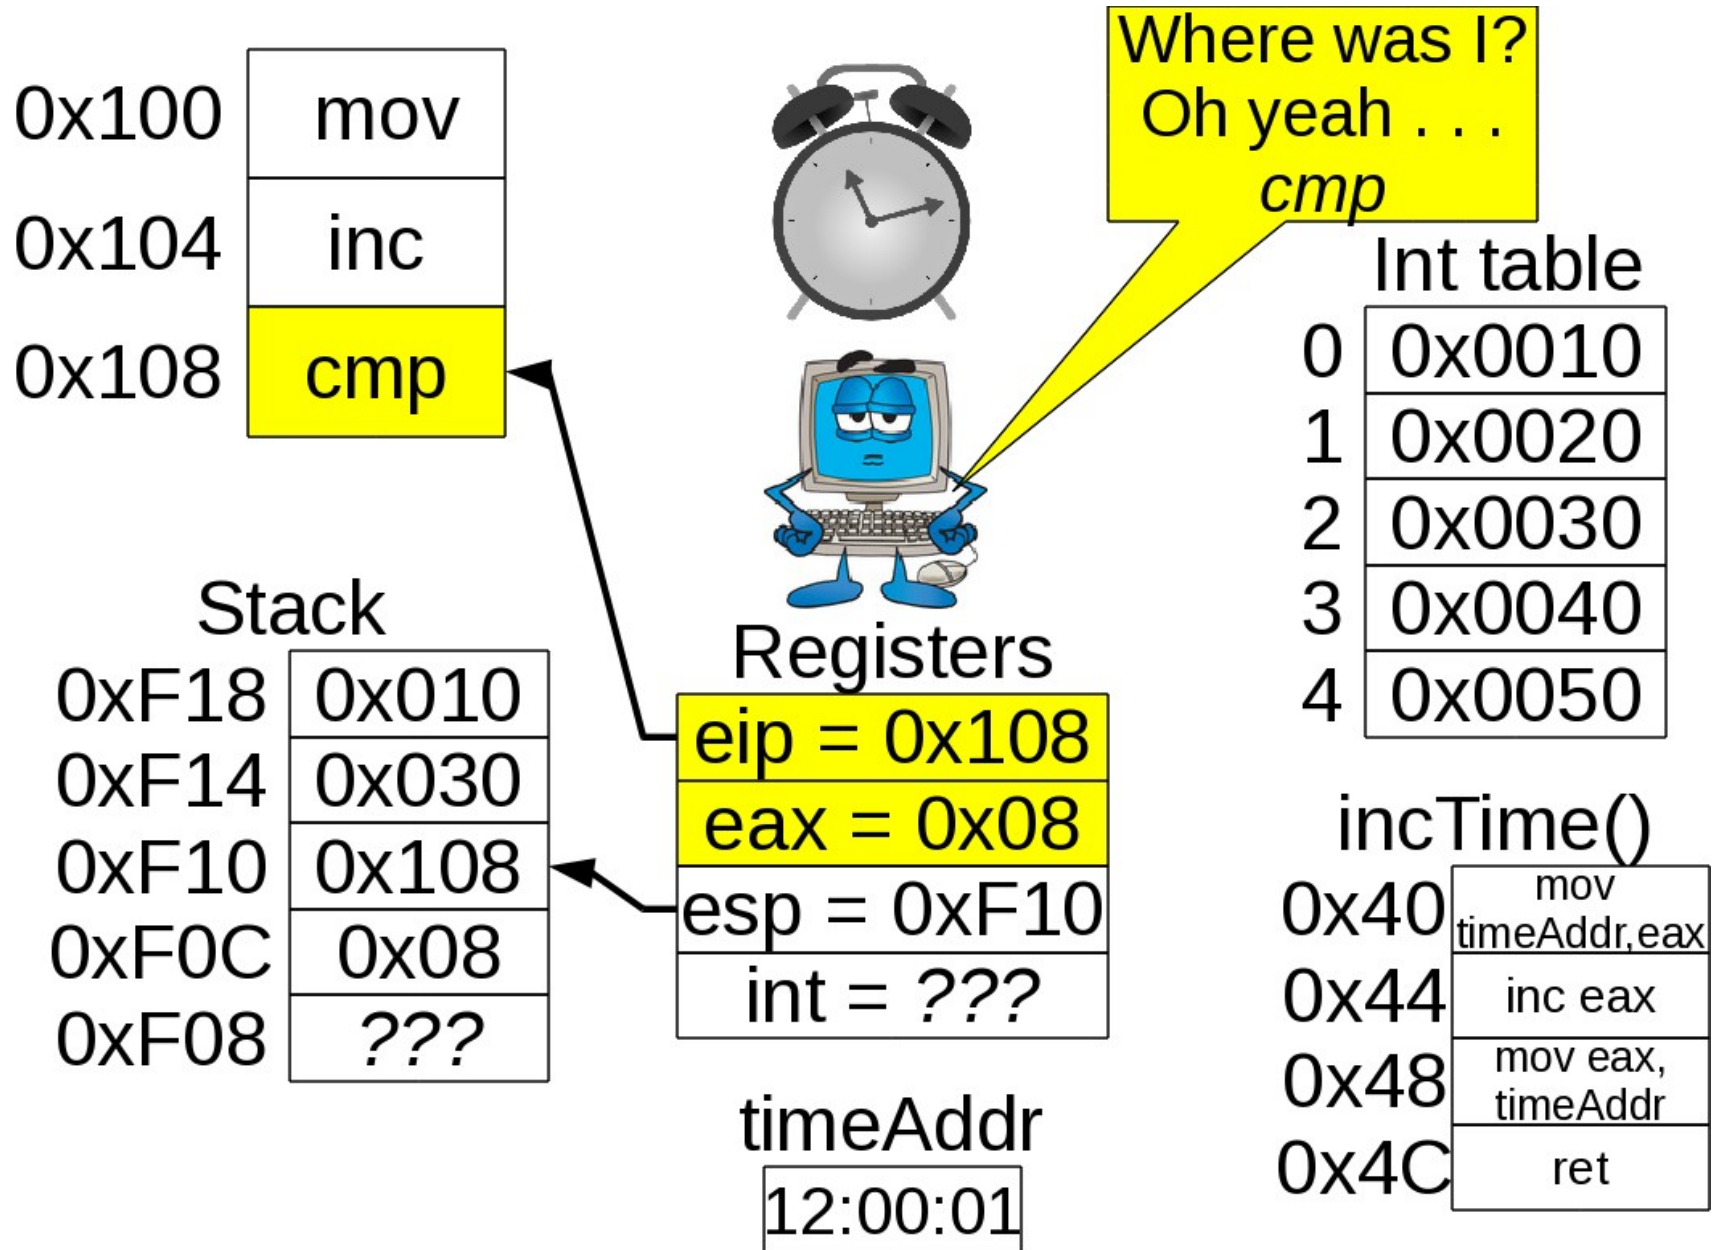 Where was I?
Oh yeah . . .
cmp
0x100 mov
0x104 inc
0x108 cmp
Int table
0 0x0010
1 0x0020
2 0x0030
3 0x0040
4 0x0050
Stack
0xF18 0x010
0xF14 0x030
0xF10 0x108
0xF0C 0x08
0xF08 ???
Registers
eip = 0x108
eax = 0x08
esp = 0xF10
int = ???
incTime()
0x40 mov
timeAddr,eax
0x44 inc eax
0x48 mov eax,
timeAddr
0x4C ret
timeAddr
12:00:01